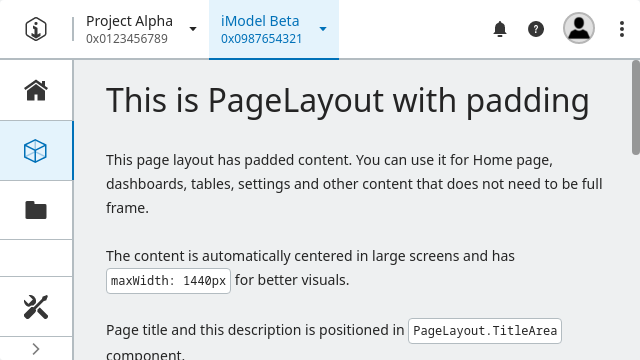 Project Alpha
0x0123456789
iModel Beta
0x0987654321
This is PageLayout with padding
This page layout has padded content. You can use it for Home page,
dashboards, tables, settings and other content that does not need to be full
frame.
The content is automatically centered in large screens and has
maxWidth: 1440px for better visuals.
Page title and this description is positioned in PageLayout.TitleArea
component.